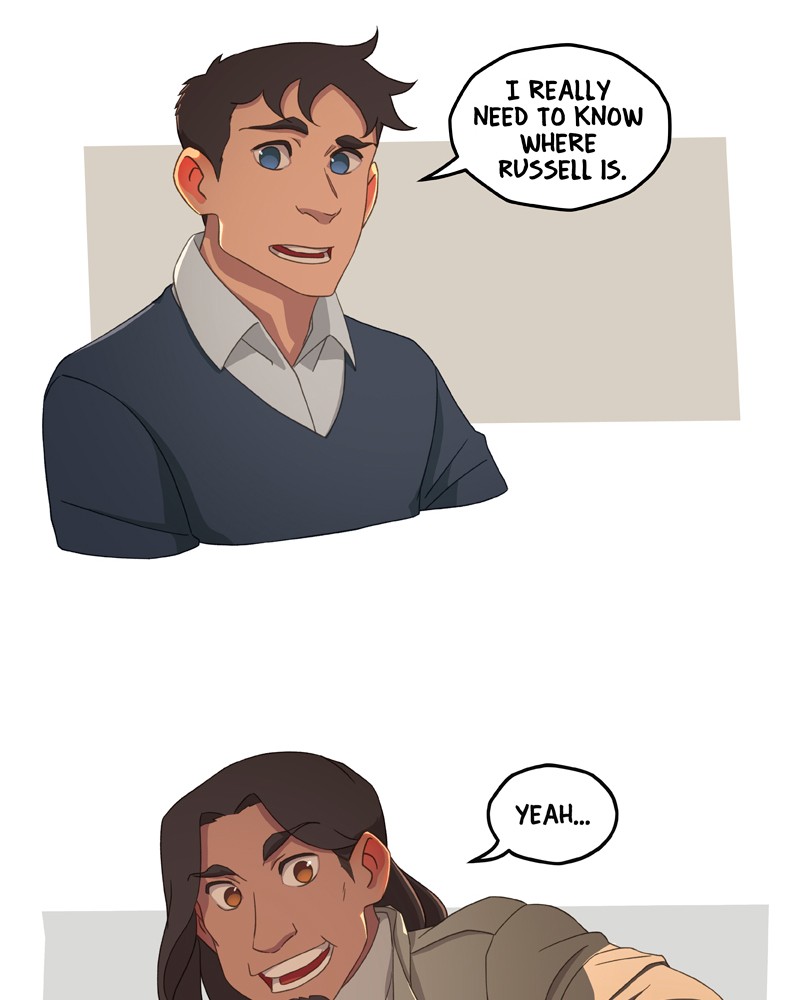 I REALLY
NEED TO KNOW
WHERE
RUSSELL IS.
YEAH...